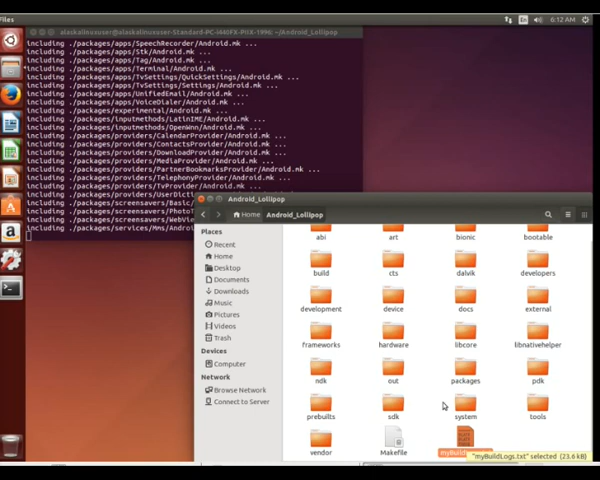 Files
En
6:12 AM
alaskalinuxuser@alaskalinuxuser-Standard-PC-i440FX-PIIX-1996: ~/Android_Lollipop
including ./packages/apps/SpeechRecorder/Android.mk ...
including ./packages/apps/Stk/Android.mk ...
including ./packages/apps/Tag/Android.mk ...
including ./packages/apps/Terminal/Android.mk ...
including ./packages/apps/TvSettings/QuickSettings/Android.mk ...
including ./packages/apps/TvSettings/Settings/Android.mk ...
including ./packages/apps/UnifiedEmail/Android.mk ...
including ./packages/apps/VoiceDialer/Android.mk ...
including ./packages/experimental/Android.mk ...
including ./packages/inputmethods/LatinIME/Android.mk ...
including ./packages/inputmethods/OpenWnn/Android.mk ...
including ./packages/providers/CalendarProvider/Android.mk ...
including ./packages/providers/ContactsProvider/Android.mk ...
including ./packages/providers/DownloadProvider/Android.mk ...
including ./packages/providers/MediaProvider/Android.mk ...
including ./packages/providers/PartnerBookmarksProvider/Android.mk ...
including ./packages/providers/TelephonyProvider/Android.mk ...
including ./packages/providers/TvProvider/Android.mk ...
including ./packages/providers/UserDicti
including ./packages/screensavers/Basic/
including ./packages/screensavers/PhotoT
including ./packages/screensavers/WebVie
including ./packages/services/Mms/Androi
Android_Lollipop
Home Android_Lollipop
Places
Recent
Home
Desktop
Documents
Downloads
Music
Pictures
Videos
Trash
Devices
Computer
Network
Browse Network
Connect to Server
abi art bionic bootable
build cts dalvik developers
development device docs external
frameworks hardware libcore libnativehelper
ndk out packages pdk
prebuilts sdk system tools
vendor Makefile myBuild
"myBuildLogs.txt" selected (23.6 kB)